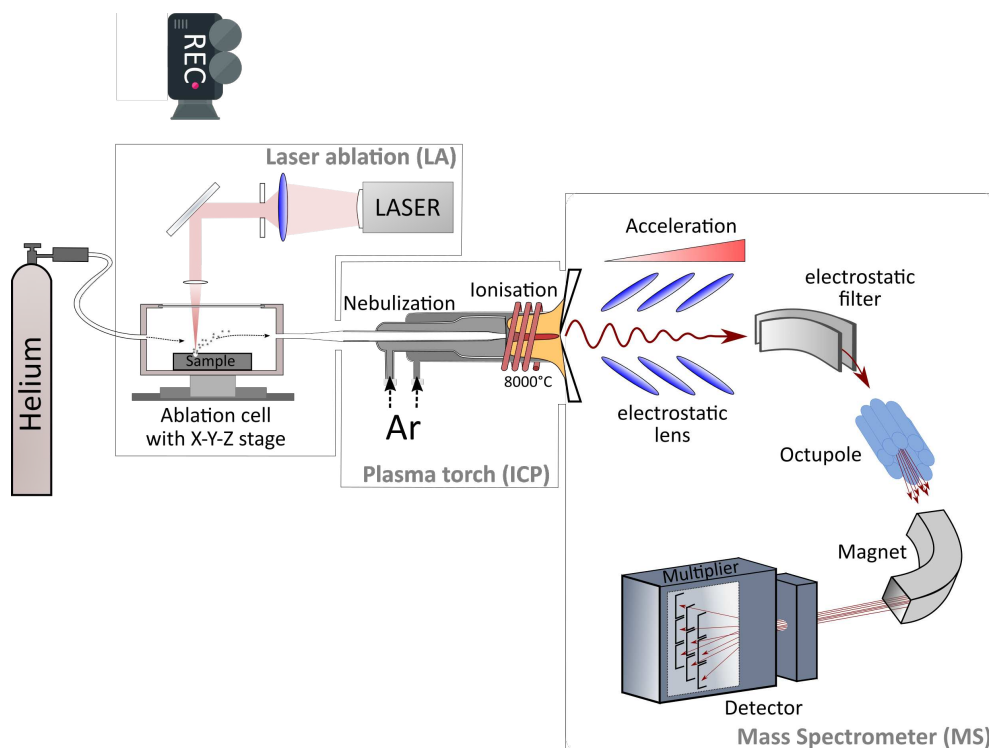 REC
Laser ablation (LA)
LASER
Helium
Sample
Ablation cell
with X-Y-Z stage
Nebulization
Ionisation
8000°C
Ar
Plasma torch (ICP)
Acceleration
electrostatic
lens
electrostatic
filter
Octupole
Magnet
Multiplier
Detector
Mass Spectrometer (MS)